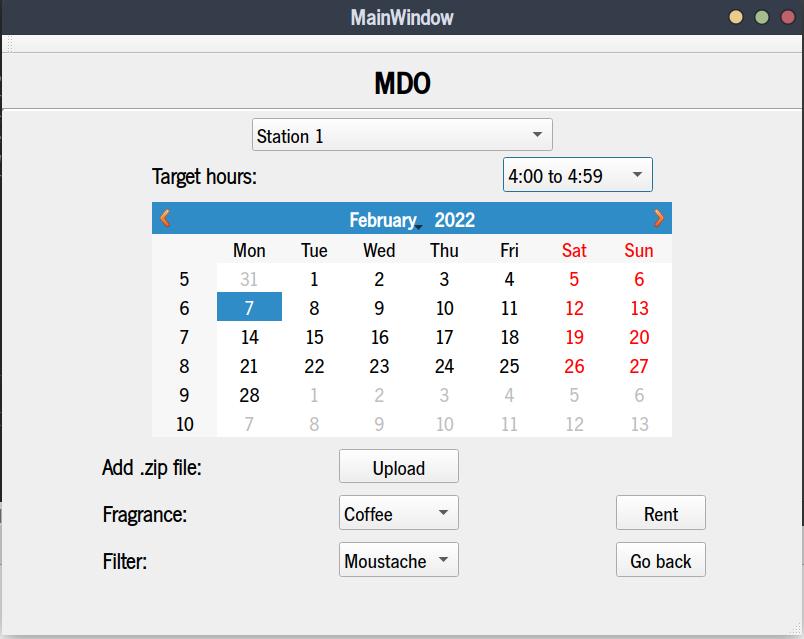 MainWindow
MDO
Station 1
Target hours: 4:00 to 4:59
February 2022
Mon Tue Wed Thu Fri Sat Sun
5 31 1 2 3 4 5 6
6 7 8 9 10 11 12 13
7 14 15 16 17 18 19 20
8 21 22 23 24 25 26 27
9 28 1 2 3 4 5 6
10 7 8 9 10 11 12 13
Add .zip file: Upload
Fragrance: Coffee Rent
Filter: Moustache Go back